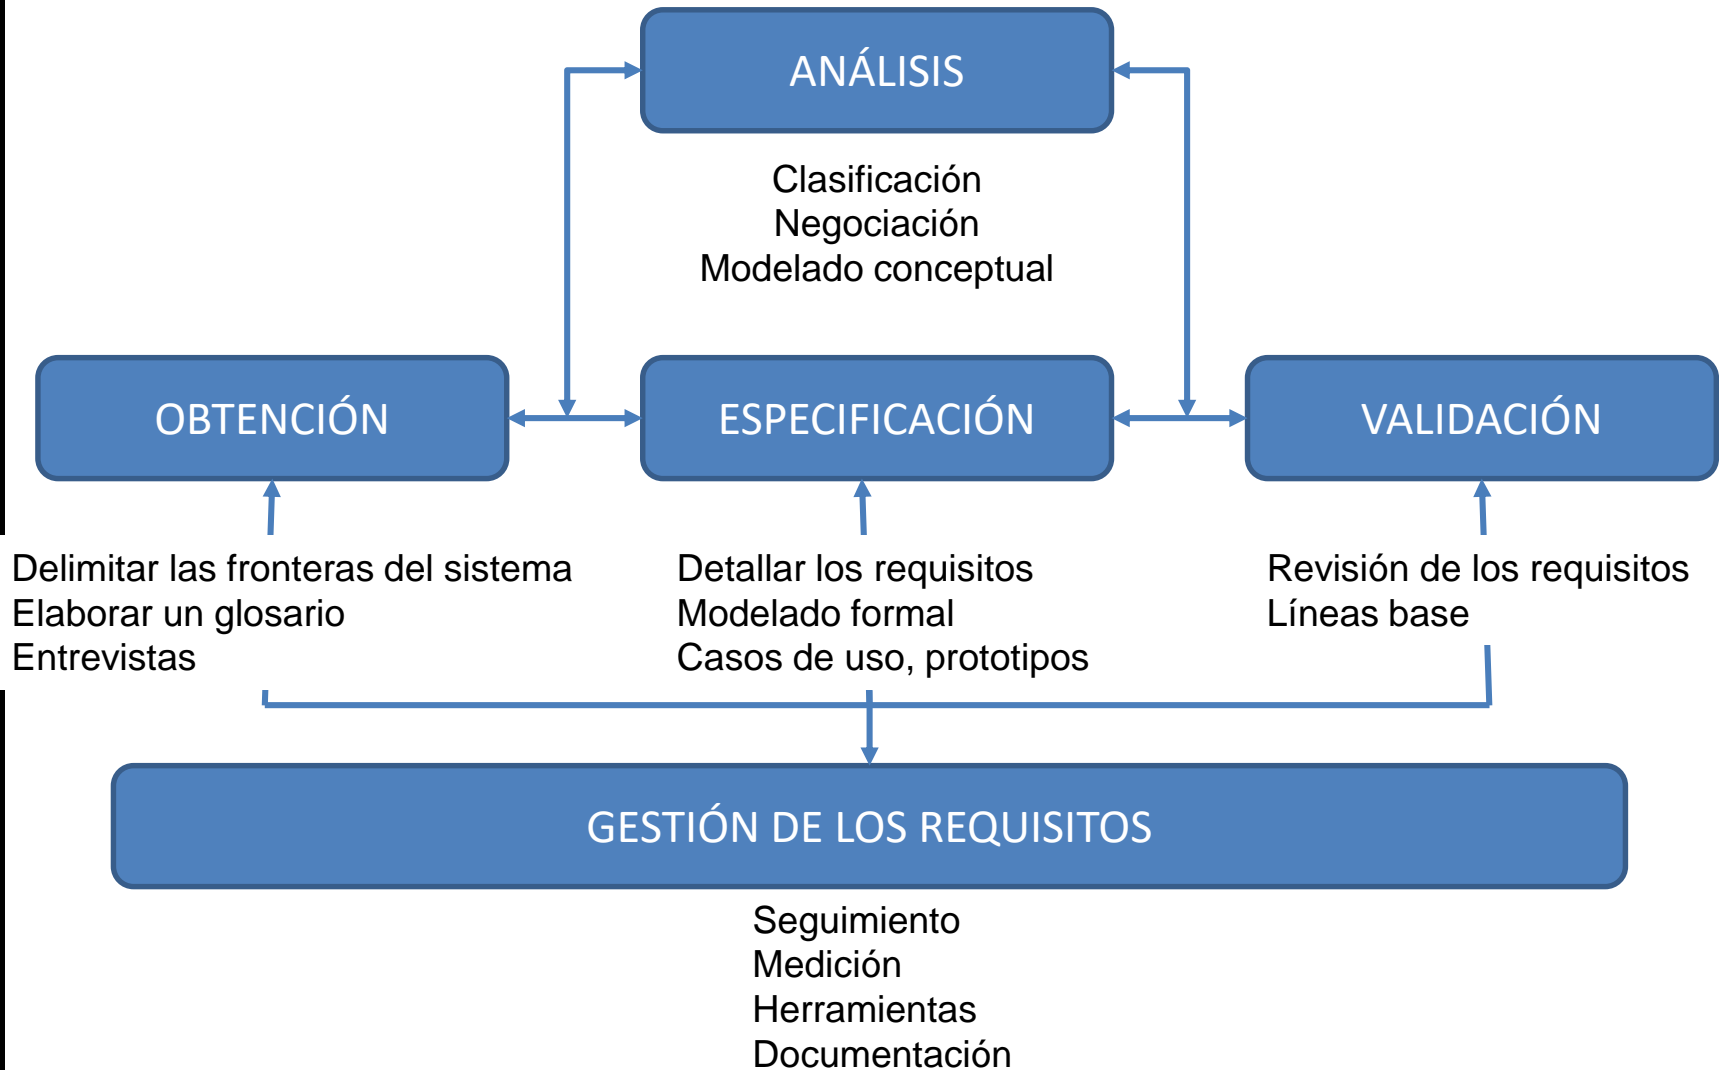 ANÁLISIS
Clasificación
Negociación
Modelado conceptual
OBTENCIÓN
ESPECIFICACIÓN
VALIDACIÓN
Delimitar las fronteras del sistema
Elaborar un glosario
Entrevistas
Detallar los requisitos
Modelado formal
Casos de uso, prototipos
Revisión de los requisitos
Líneas base
GESTIÓN DE LOS REQUISITOS
Seguimiento
Medición
Herramientas
Documentación